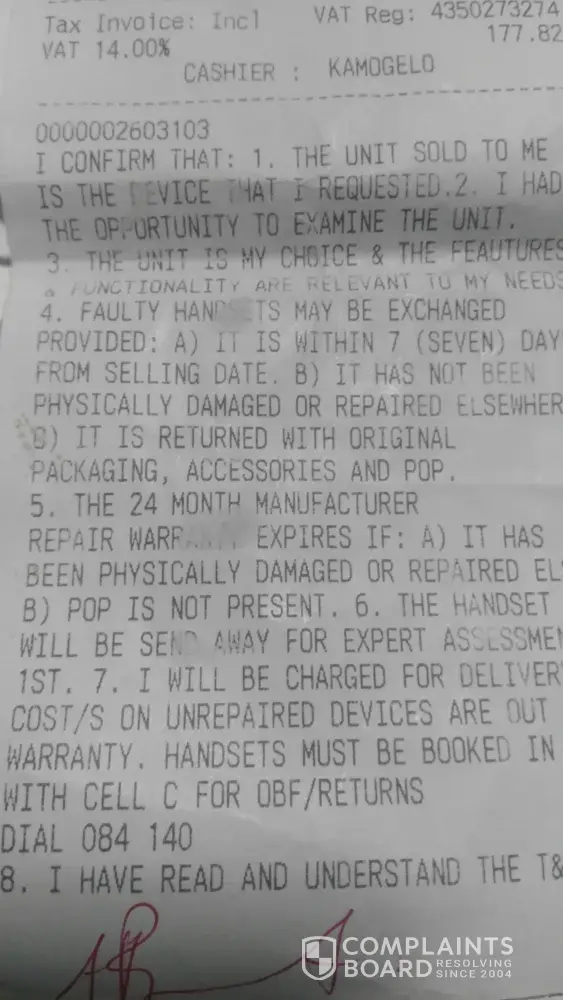 Tax Invoice: Incl VAT Reg: 4350273274
VAT 14.00% 177.82
CASHIER : KAMOGELO
0000002603103
I CONFIRM THAT: 1. THE UNIT SOLD TO ME
IS THE DEVICE THAT I REQUESTED.2. I HAD
THE OPPORTUNITY TO EXAMINE THE UNIT.
3. THE UNIT IS MY CHOICE & THE FEAUTURES
& FUNCTIONALITY ARE RELEVANT TO MY NEEDS
4. FAULTY HANDSETS MAY BE EXCHANGED
PROVIDED: A) IT IS WITHIN 7 (SEVEN) DAY
FROM SELLING DATE. B) IT HAS NOT BEEN
PHYSICALLY DAMAGED OR REPAIRED ELSEWHER
C) IT IS RETURNED WITH ORIGINAL
PACKAGING, ACCESSORIES AND POP.
5. THE 24 MONTH MANUFACTURER
REPAIR WARRANTY EXPIRES IF: A) IT HAS
BEEN PHYSICALLY DAMAGED OR REPAIRED ELS
B) POP IS NOT PRESENT. 6. THE HANDSET
WILL BE SEND AWAY FOR EXPERT ASSESSMEN
1ST. 7. I WILL BE CHARGED FOR DELIVER
COST/S ON UNREPAIRED DEVICES ARE OUT
WARRANTY. HANDSETS MUST BE BOOKED IN
WITH CELL C FOR OBF/RETURNS
DIAL 084 140
8. I HAVE READ AND UNDERSTAND THE T&
COMPLAINTS
BOARD RESOLVING
SINCE 2004